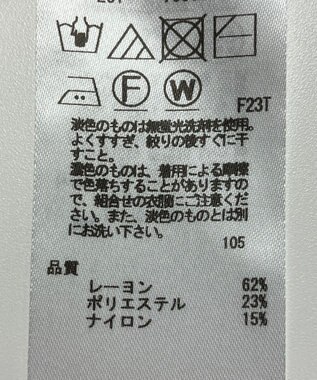 F
W
F23T
淡色のものは無蛍光洗剤を使用。
よくすすぎ、絞りの後すぐに干
すこと。
濃色のものは、着用による摩擦
で色落ちすることがありますの
で、組合せの衣服にご注意くだ
さい。また、淡色のものとは別
にお洗い下さい。
105
品質
レーヨン 62%
ポリエステル 23%
ナイロン 15%